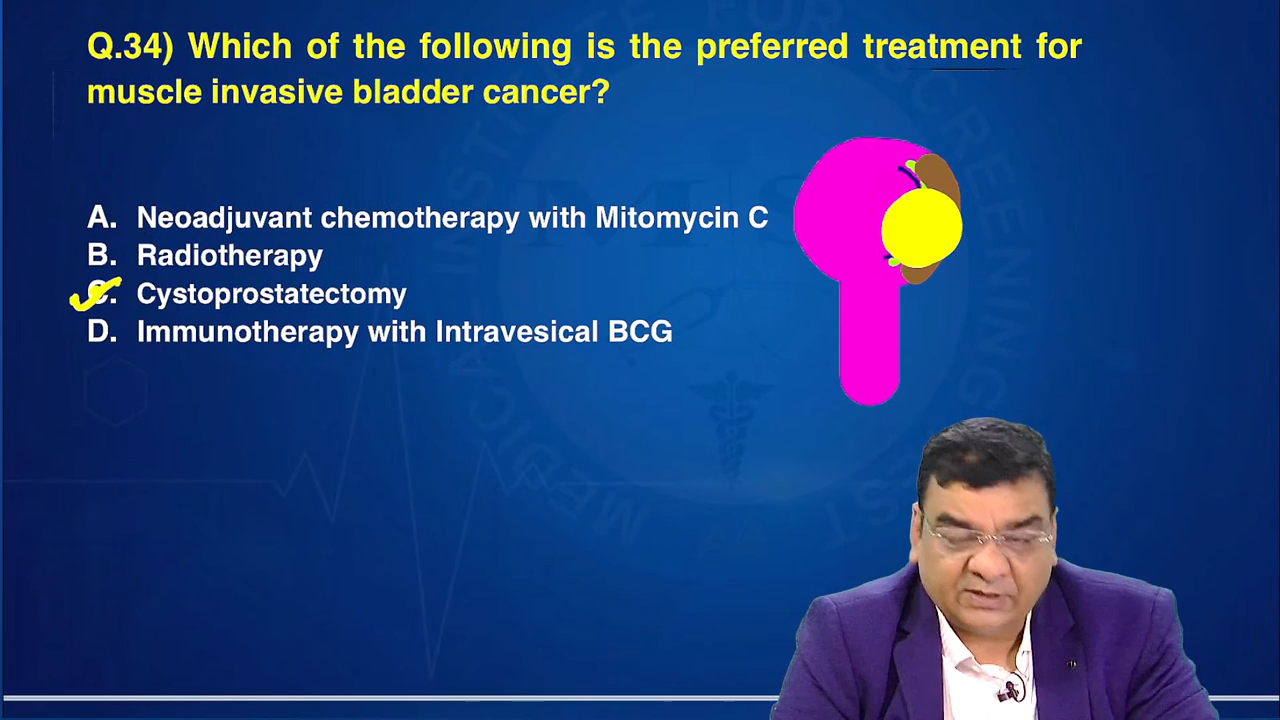 Q.34) Which of the following is the preferred treatment for
muscle invasive bladder cancer?
A. Neoadjuvant chemotherapy with Mitomycin C
B. Radiotherapy
C. Cystoprostatectomy
D. Immunotherapy with Intravesical BCG